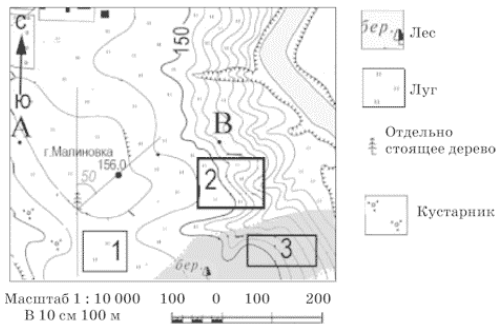 С
150
бер.
Лес
Ю
Луг
А
В
г.Малиновка
156.0
50
2
Отдельно
стоящее дерево
Кустарник
1
3
бер.
Масштаб 1 : 10 000
В 10 см 100 м
100 0 100 200